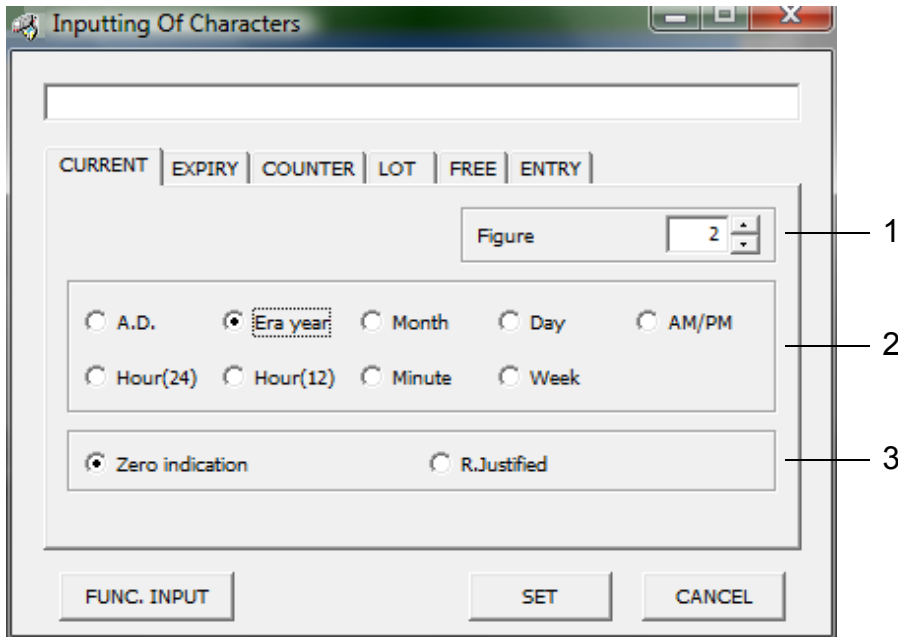 Inputting Of Characters
CURRENT EXPIRY COUNTER LOT FREE ENTRY
Figure 2 1
A.D. Era year Month Day AM/PM
2
Hour(24) Hour(12) Minute Week
Zero indication R.Justified 3
FUNC. INPUT SET CANCEL